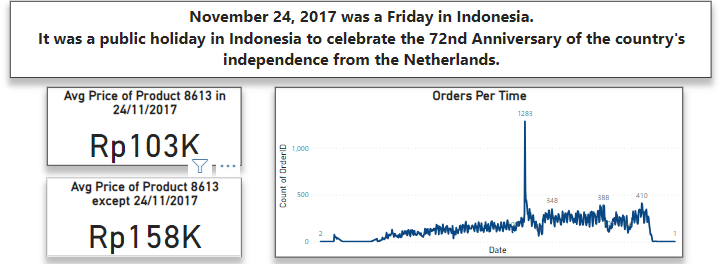 November 24, 2017 was a Friday in Indonesia.
It was a public holiday in Indonesia to celebrate the 72nd Anniversary of the country's
independence from the Netherlands.
Avg Price of Product 8613 in
24/11/2017
Rp103K
Avg Price of Product 8613
except 24/11/2017
Rp158K
Orders Per Time
Count of OrderID
1,000
500
0
2
1283
348
388
410
1
Date